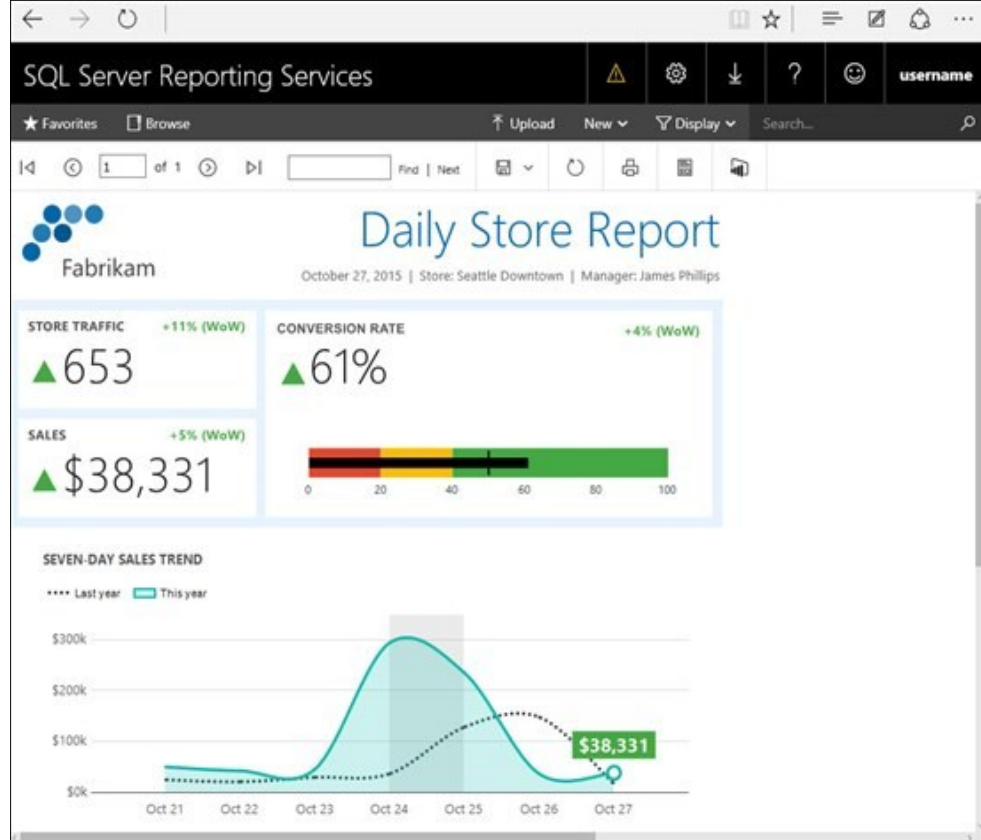 SQL Server Reporting Services ? username
Favorites Browse Upload New Display Search...
1 of 1 Find | Next
Fabrikam
Daily Store Report
October 27, 2015 | Store: Seattle Downtown | Manager: James Phillips
STORE TRAFFIC +11% (WoW)
653
SALES +5% (WoW)
$38,331
CONVERSION RATE +4% (WoW)
61%
0 20 40 60 80 100
SEVEN-DAY SALES TREND
Last year This year
$300k
$200k
$100k
$0k
$38,331
Oct 21 Oct 22 Oct 23 Oct 24 Oct 25 Oct 26 Oct 27